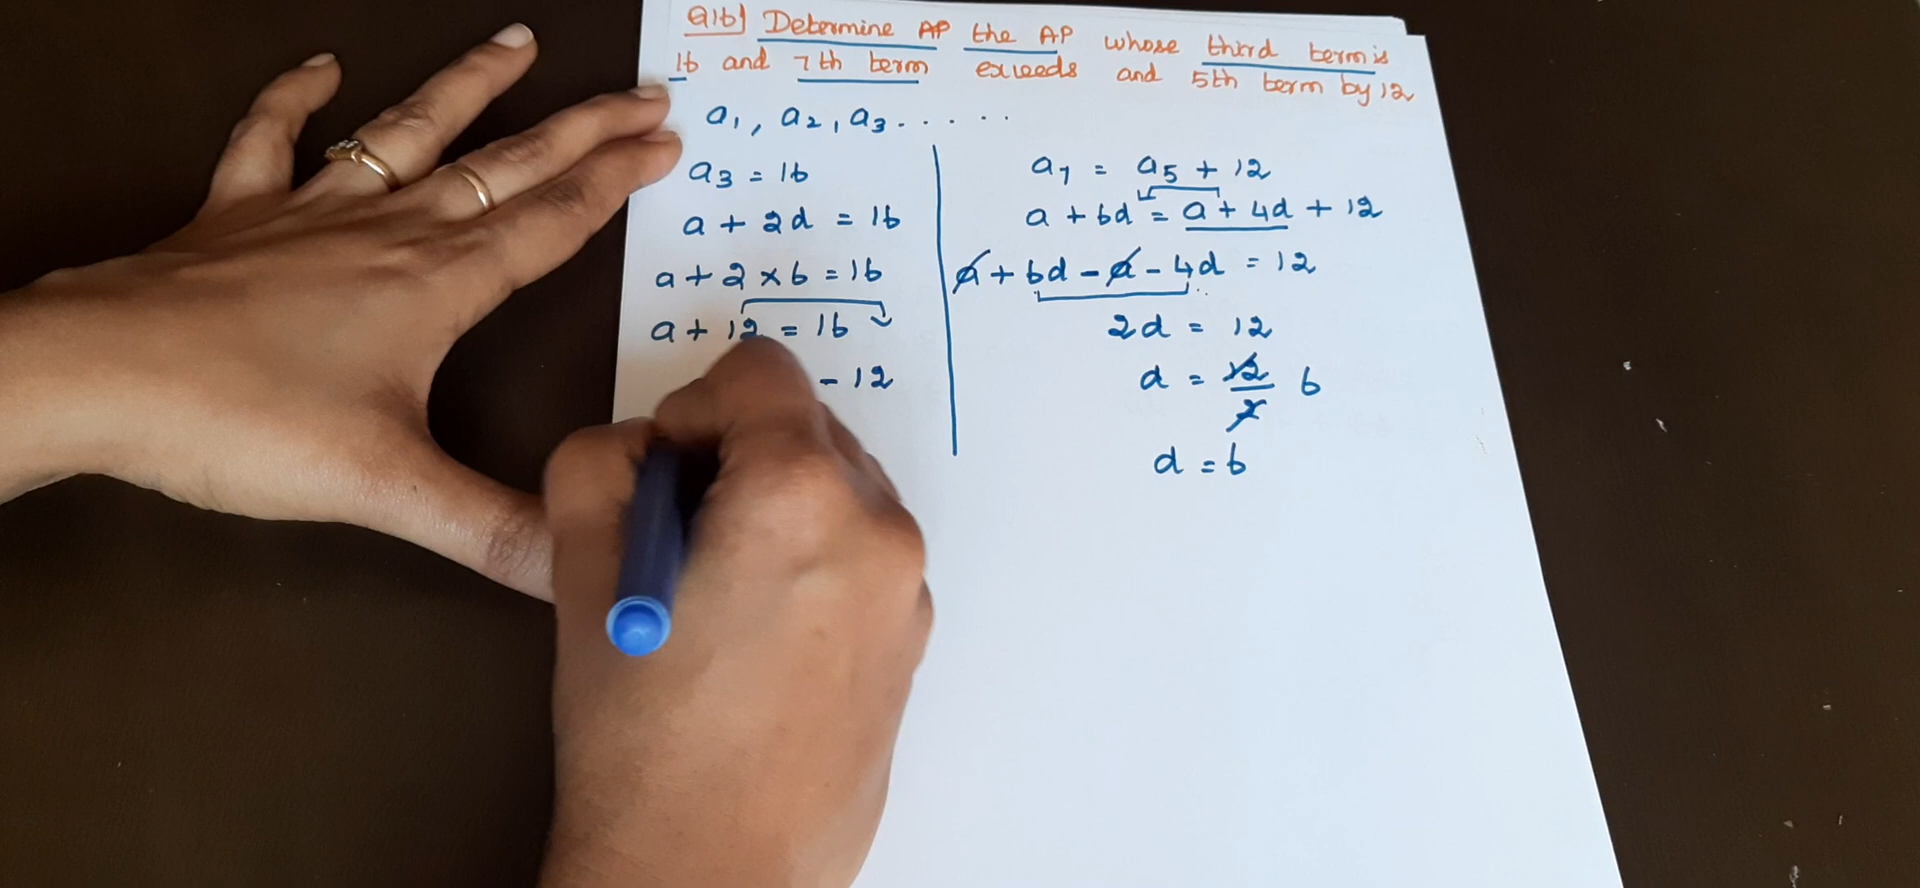 Q16) Determine AP the AP whose third term is
16 and 7th term exceeds and 5th term by 12
a1, a2, a3......
a3 = 16
a + 2d = 16
a + 2 × 6 = 16
a + 12 = 16
- 12
a7 = a5 + 12
a + 6d = a + 4d + 12
a + 6d - a - 4d = 12
2d = 12
d = 12/2 6
d = 6